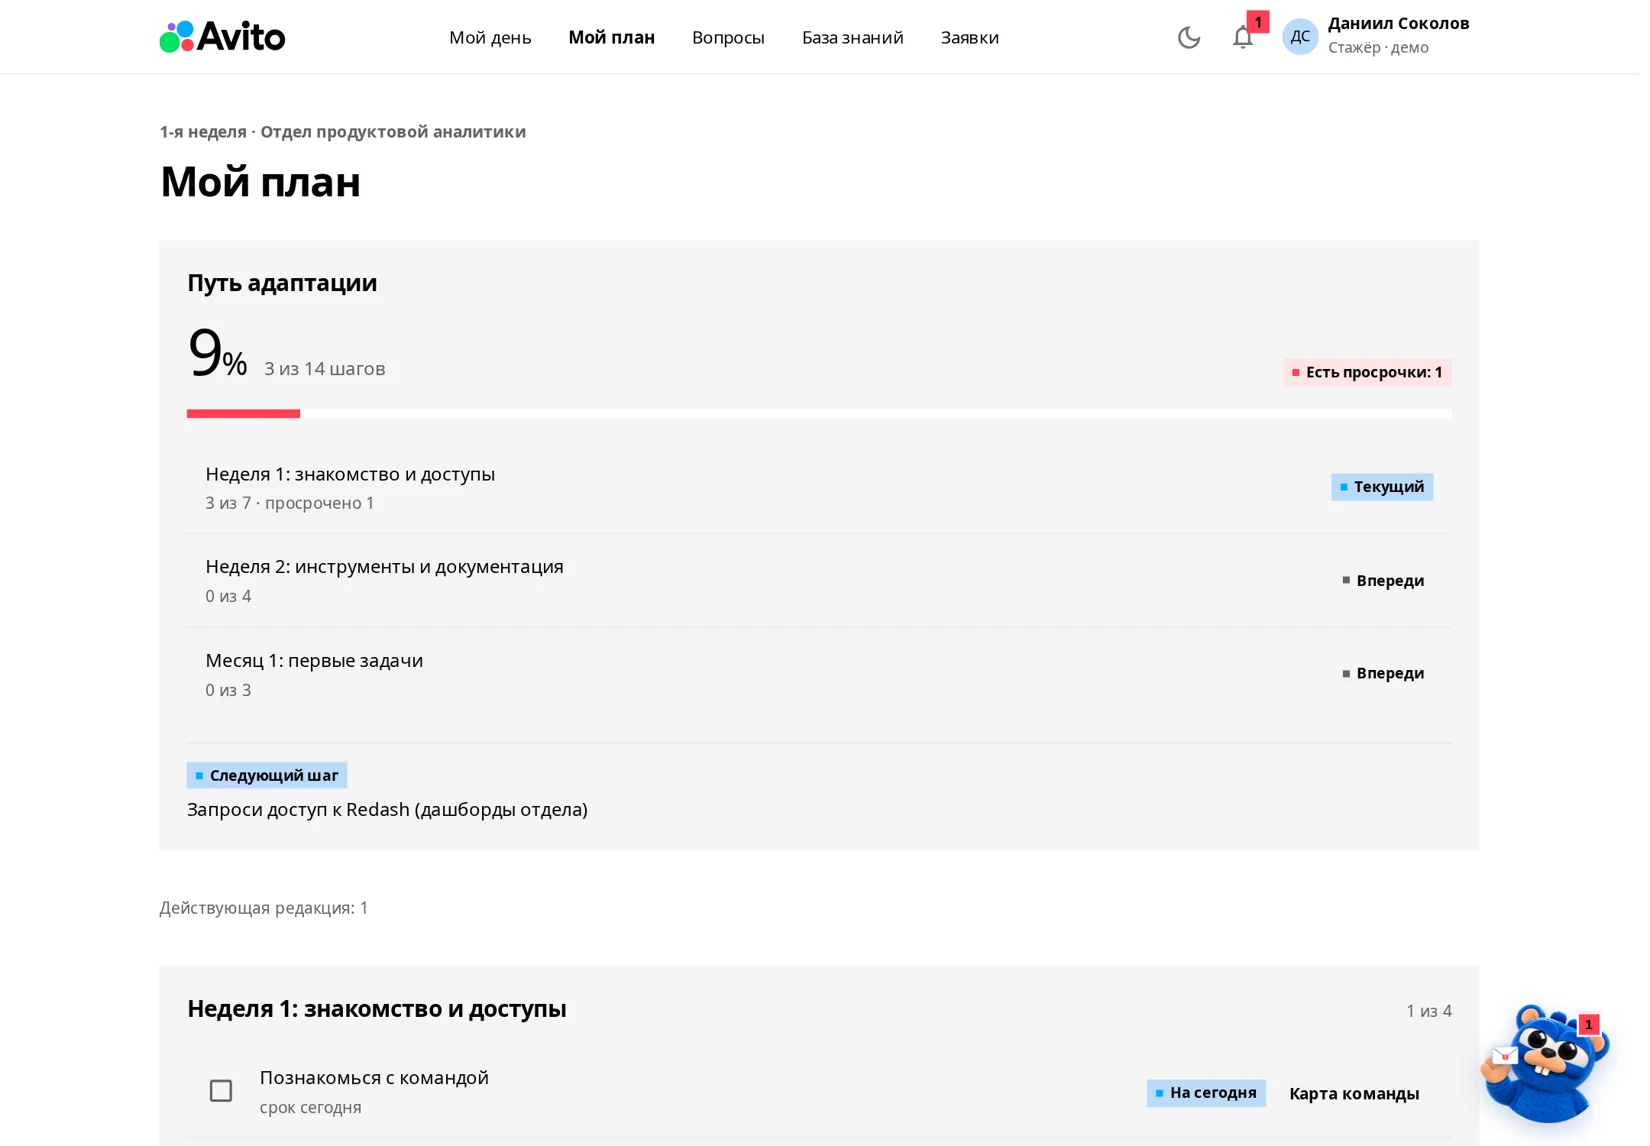 Avito
Мой день
Мой план
Вопросы
База знаний
Заявки
1
ДС
Даниил Соколов
Стажёр · демо
1-я неделя · Отдел продуктовой аналитики
Мой план
Путь адаптации
9% 3 из 14 шагов
Есть просрочки: 1
Неделя 1: знакомство и доступы
3 из 7 · просрочено 1
Текущий
Неделя 2: инструменты и документация
0 из 4
Впереди
Месяц 1: первые задачи
0 из 3
Впереди
Следующий шаг
Запроси доступ к Redash (дашборды отдела)
Действующая редакция: 1
Неделя 1: знакомство и доступы
1 из 4
Познакомься с командой
срок сегодня
На сегодня
Карта команды
1